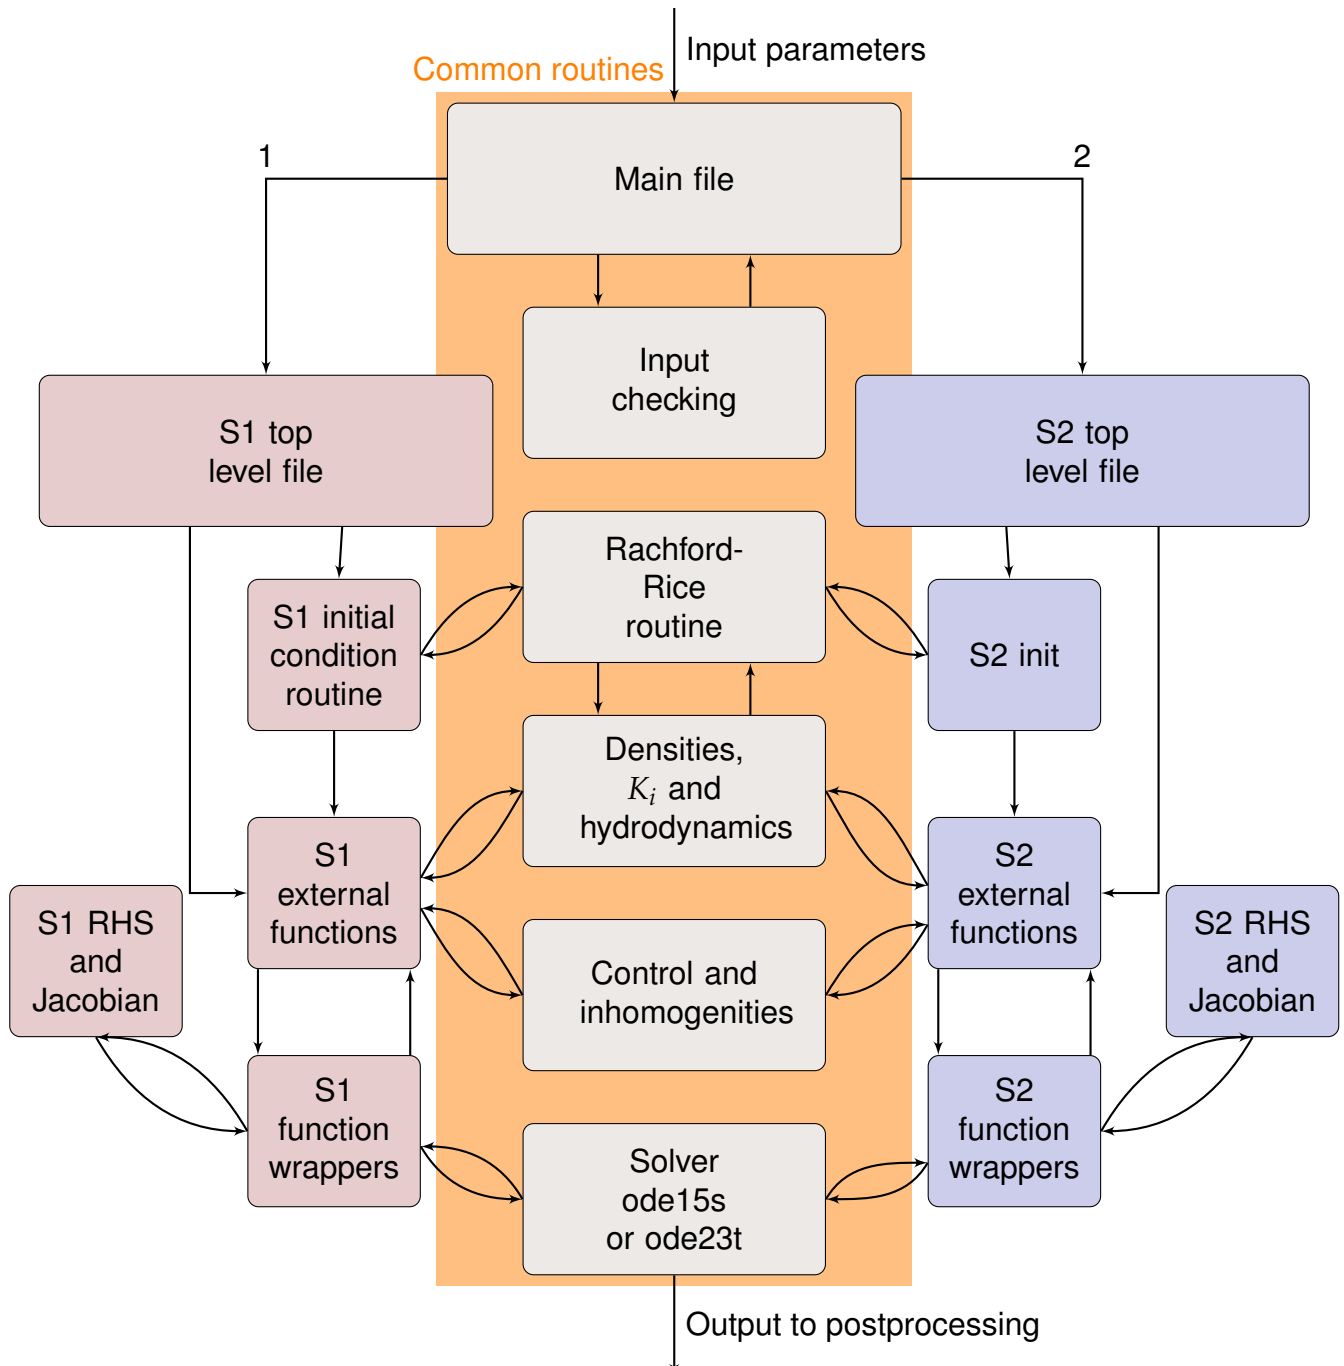 Input parameters
Common routines
1
2
Main file
Input
checking
S1 top
level file
S2 top
level file
Rachford-
Rice
routine
S1 initial
condition
routine
S2 init
Densities,
K_i and
hydrodynamics
S1
external
functions
S2
external
functions
S1 RHS
and
Jacobian
Control and
inhomogenities
S2 RHS
and
Jacobian
S1
function
wrappers
S2
function
wrappers
Solver
ode15s
or ode23t
Output to postprocessing